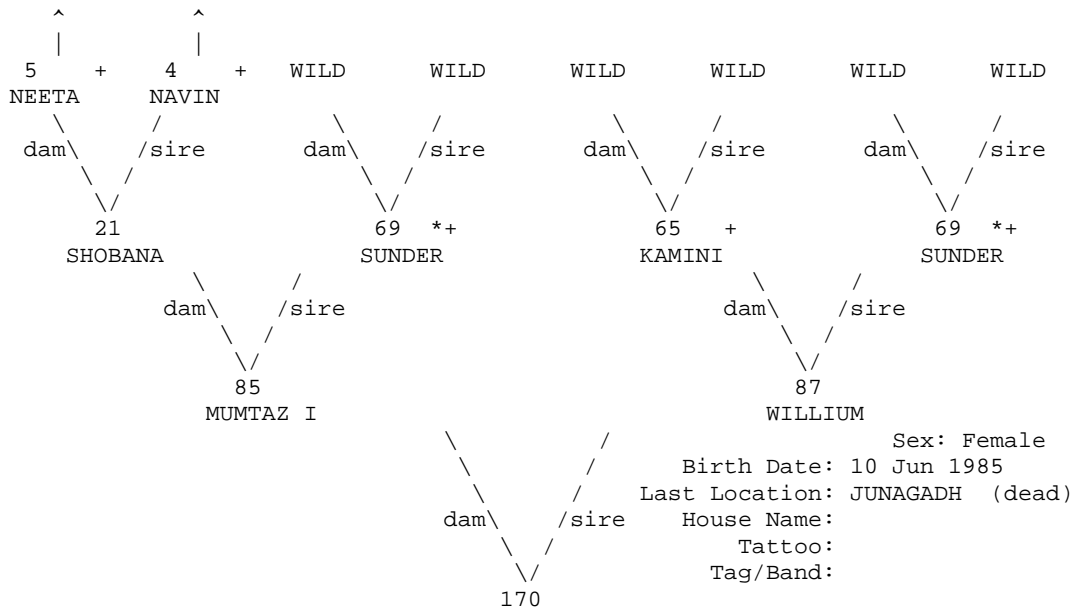 ^ ^
| |
5 + 4 + WILD WILD WILD WILD WILD WILD
NEETA NAVIN
\ / \ / \ / \ /
dam\ /sire dam\ /sire dam\ /sire dam\ /sire
\ / \ / \ / \ /
\/ \/ \/ \/
21 69 *+ 65 + 69 *+
SHOBANA SUNDER KAMINI SUNDER
\ / \ /
dam\ /sire dam\ /sire
\ / \ /
\/ \/
85 87
MUMTAZ I WILLIUM
\ / Sex: Female
\ / Birth Date: 10 Jun 1985
\ / Last Location: JUNAGADH (dead)
dam\ /sire House Name:
\ / Tattoo:
\/ Tag/Band:
170